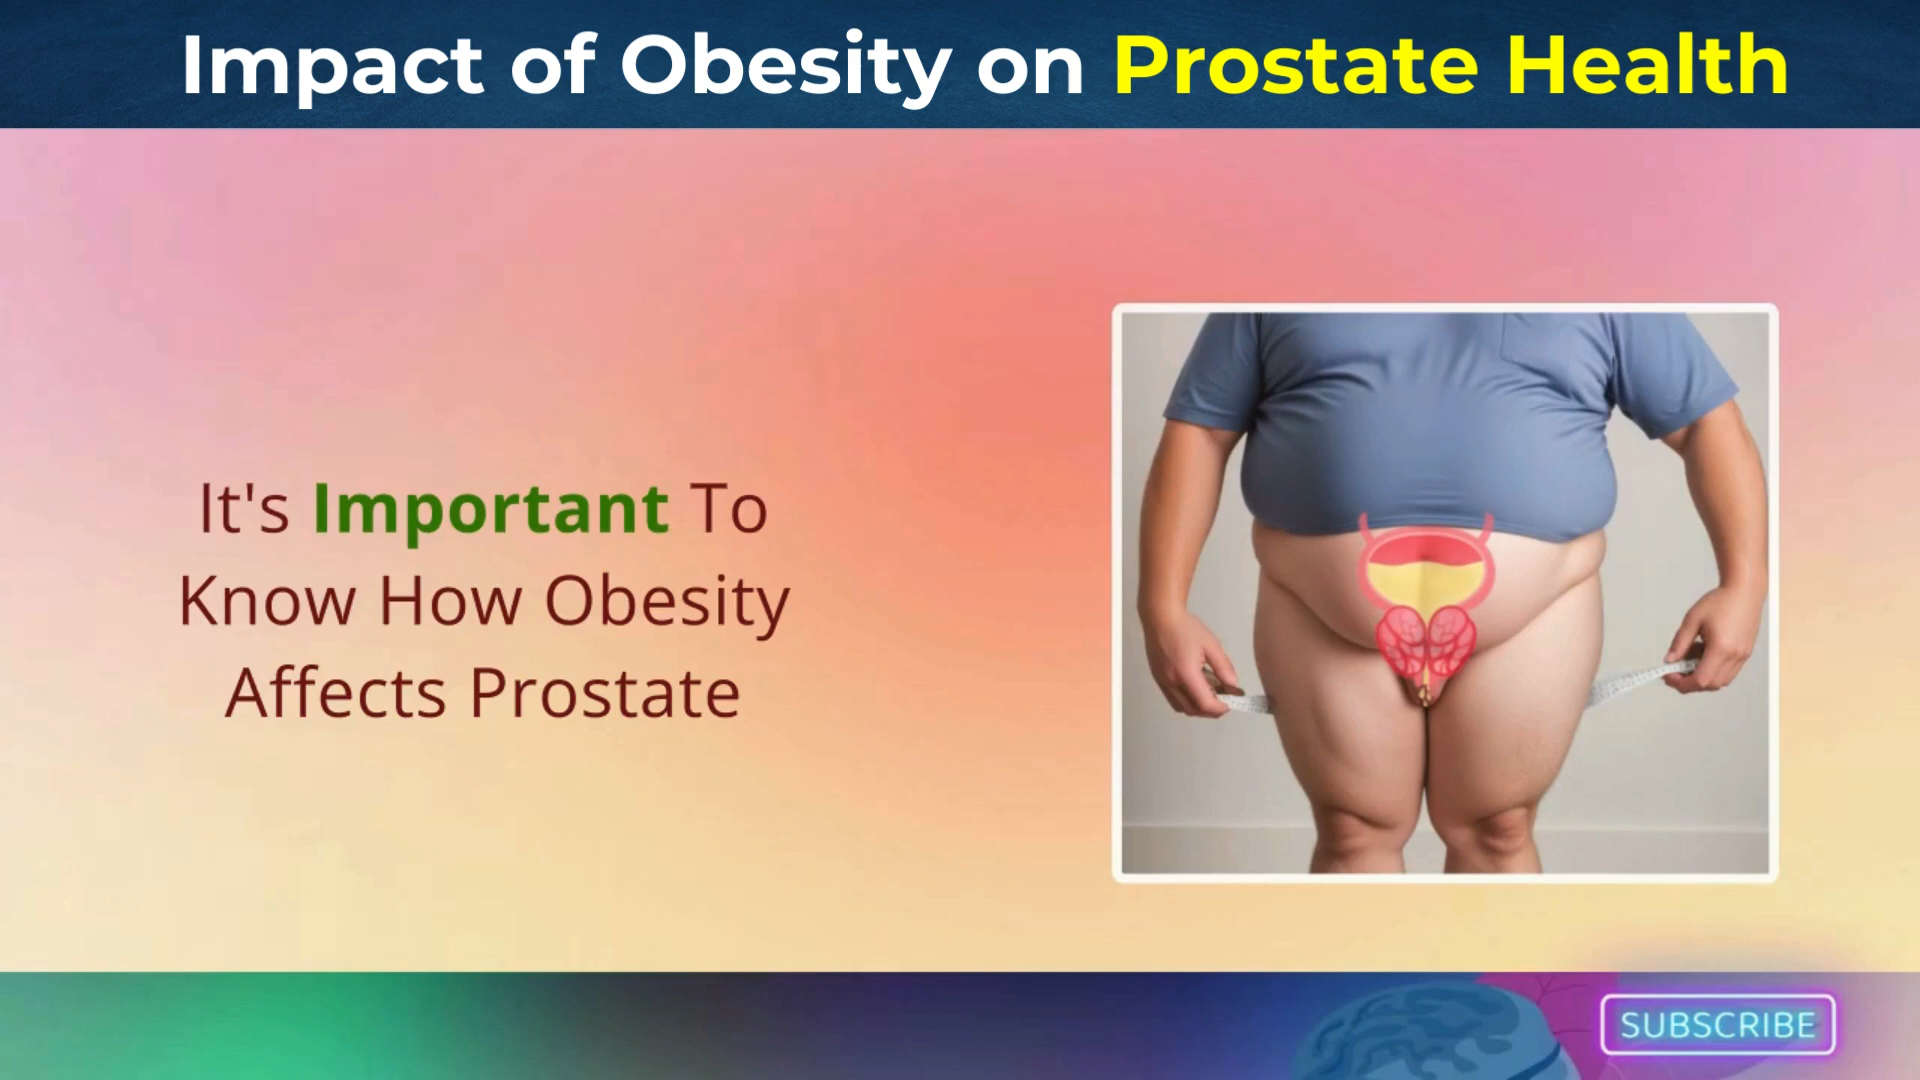 Impact of Obesity on Prostate Health
It's Important To
Know How Obesity
Affects Prostate
SUBSCRIBE